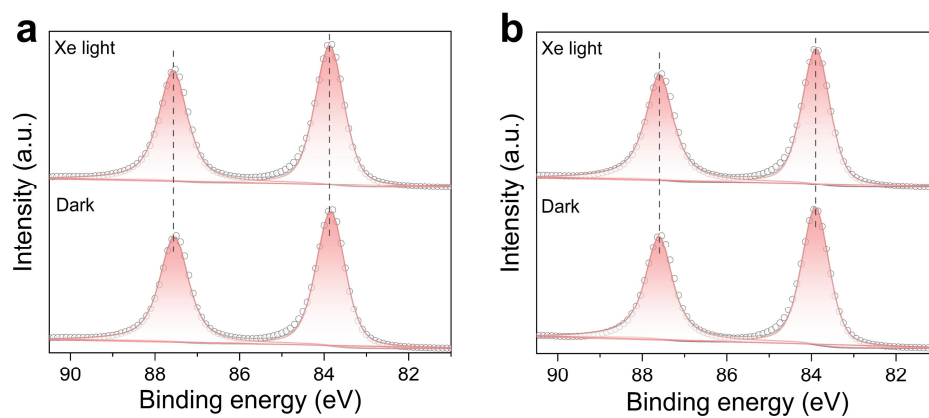 a
Xe light
Dark
Intensity (a.u.)
90 88 86 84 82
Binding energy (eV)
b
Xe light
Dark
Intensity (a.u.)
90 88 86 84 82
Binding energy (eV)